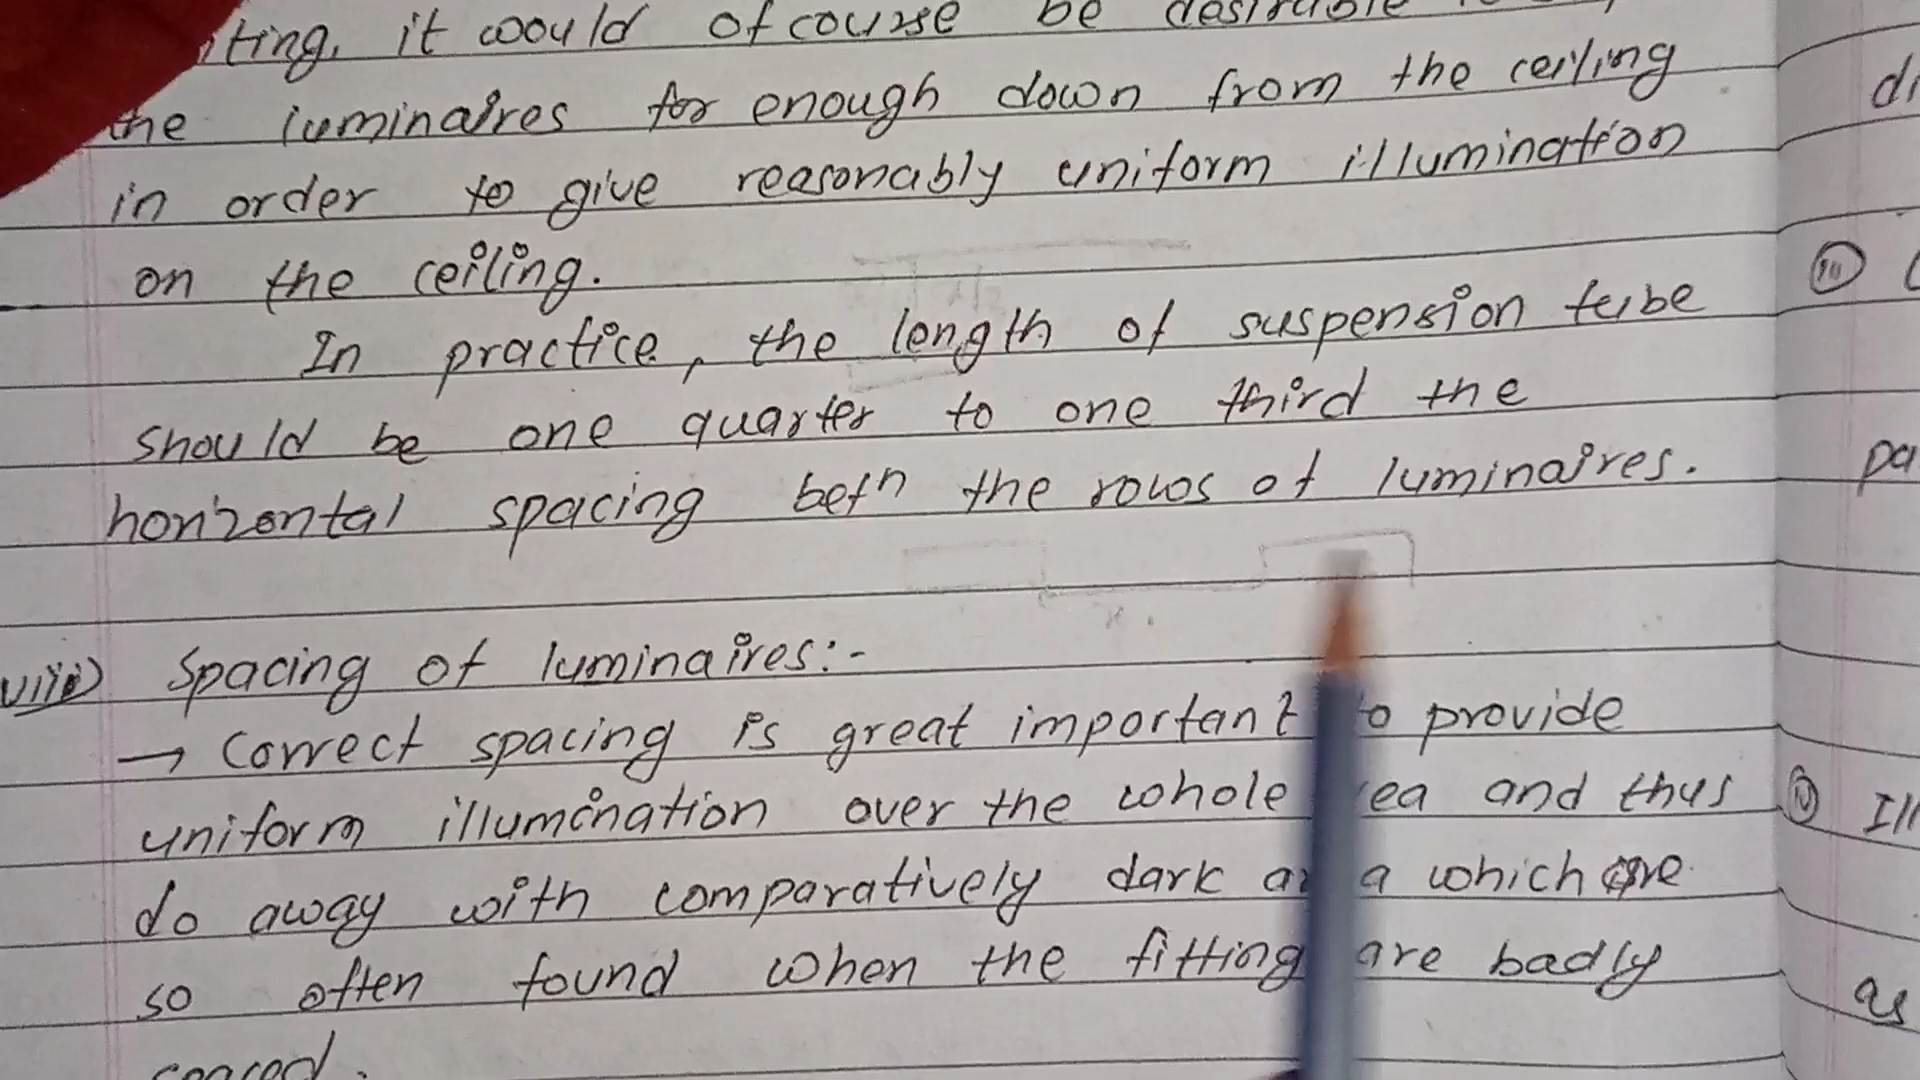 it would of course be desirable
the luminaires for enough down from the ceiling
in order to give reasonably uniform illumination
on the ceiling.
In practice, the length of suspension tube
should be one quarter to one third the
horizontal spacing betn the rows of luminaires.
viii) Spacing of luminaires:-
→ Correct spacing is great important to provide
uniform illumination over the whole and thus
do away with comparatively dark which are
so often found when the fitting are badly
spaced.